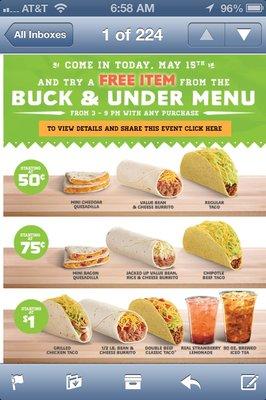 AT&T 6:58 AM 96%
All Inboxes 1 of 224
COME IN TODAY, MAY 15TH
AND TRY A FREE ITEM FROM THE
BUCK & UNDER MENU
FROM 3 - 9 PM WITH ANY PURCHASE
TO VIEW DETAILS AND SHARE THIS EVENT CLICK HERE
STARTING AT
50¢
MINI CHEDDAR
QUESADILLA
VALUE BEAN
& CHEESE BURRITO
REGULAR
TACO
STARTING AT
75¢
MINI BACON
QUESADILLA
JACKED UP VALUE BEAN,
RICE & CHEESE BURRITO
CHIPOTLE
BEEF TACO
STARTING AT
$1
GRILLED
CHICKEN TACO
1/2 LB. BEAN &
CHEESE BURRITO
DOUBLE BEEF
CLASSIC TACO
REAL STRAWBERRY
LEMONADE
30 OZ. BREWED
ICED TEA